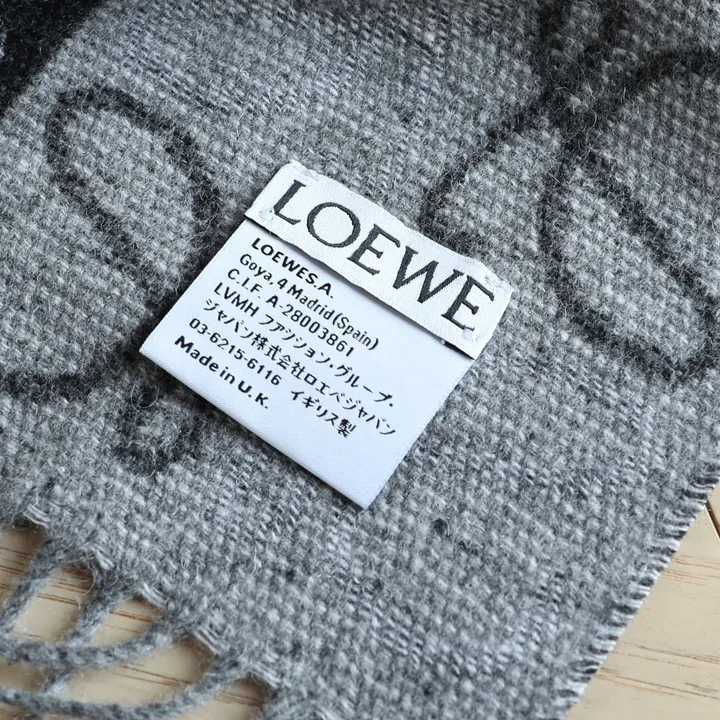 LOEWE
LOEWE S.A.
Goya, 4 Madrid (Spain)
C.I.F. A-28003861
LVMH ファッション・グループ・
ジャパン株式会社ロエベジャパン
03-6215-6116 イギリス製
Made in U.K.